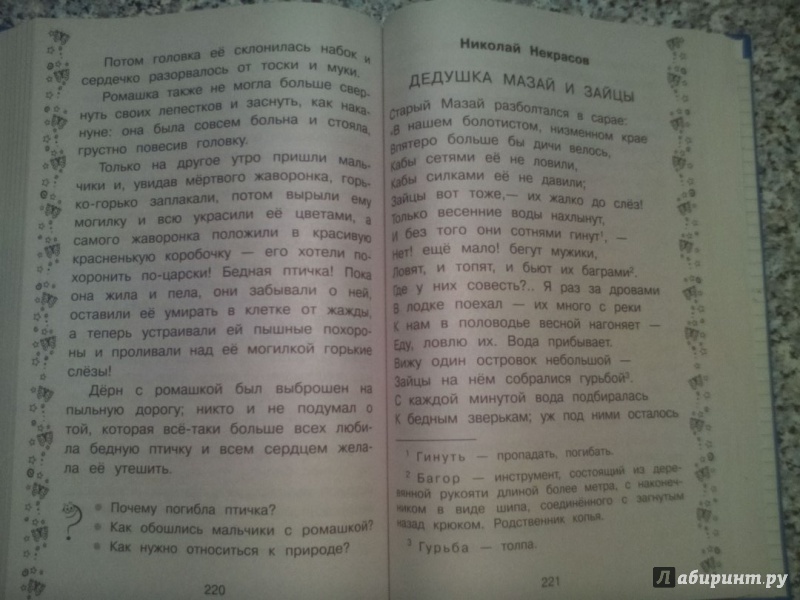 Потом головка её склонилась набок и
сердечко разорвалось от тоски и муки.
Ромашка также не могла больше свер-
нуть своих лепестков и заснуть, как нака-
нуне: она была совсем больна и стояла,
грустно повесив головку.
Только на другое утро пришли маль-
чики и, увидав мёртвого жаворонка, горь-
ко-горько заплакали, потом вырыли ему
могилку и всю украсили её цветами, а
самого жаворонка положили в красивую
красненькую коробочку — его хотели по-
хоронить по-царски! Бедная птичка! Пока
она жила и пела, они забывали о ней,
оставили её умирать в клетке от жажды,
а теперь устраивали ей пышные похоро-
ны и проливали над её могилкой горькие
слёзы!
Дёрн с ромашкой был выброшен на
пыльную дорогу; никто и не подумал о
той, которая всё-таки больше всех люби-
ла бедную птичку и всем сердцем жела-
ла её утешить.
• Почему погибла птичка?
• Как обошлись мальчики с ромашкой?
• Как нужно относиться к природе?
220
Николай Некрасов
ДЕДУШКА МАЗАЙ И ЗАЙЦЫ
Старый Мазай разболтался в сарае:
«В нашем болотистом, низменном крае
Впятеро больше бы дичи велось,
Кабы сетями её не ловили,
Кабы силками её не давили;
Зайцы вот тоже,— их жалко до слёз!
Только весенние воды нахлынут,
И без того они сотнями гинут¹, —
Нет! ещё мало! бегут мужики,
Ловят, и топят, и бьют их баграми².
Где у них совесть?.. Я раз за дровами
В лодке поехал — их много с реки
К нам в половодье весной нагоняет —
Еду, ловлю их. Вода прибывает.
Вижу один островок небольшой —
Зайцы на нём собралися гурьбой³.
С каждой минутой вода подбиралась
К бедным зверькам; уж под ними осталось
¹ Гинуть — пропадать, погибать.
² Багор — инструмент, состоящий из дере-
вянной рукояти длиной более метра, с наконеч-
ником в виде шипа, соединённого с загнутым
назад крюком. Родственник копья.
³ Гурьба — толпа.
221
Лабиринт.ру